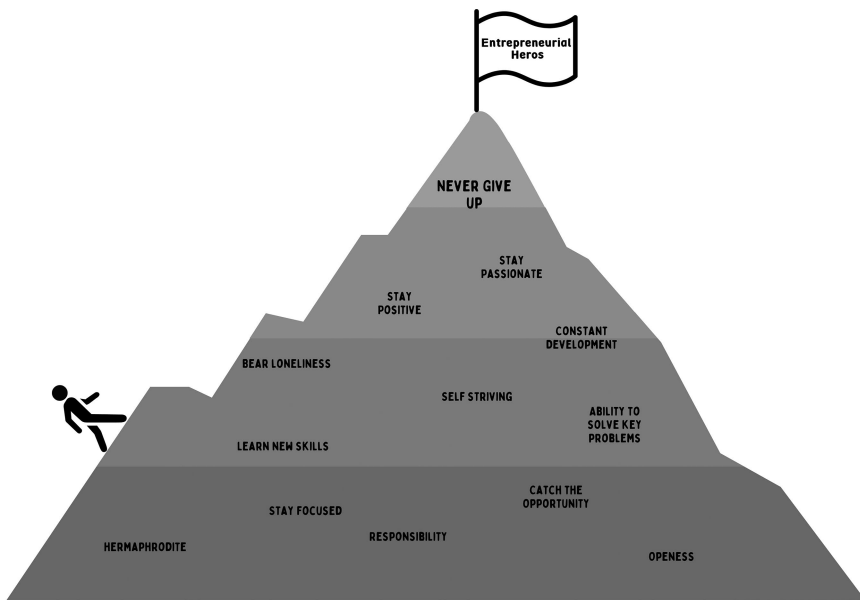 Entrepreneurial
Heros
NEVER GIVE
UP
STAY
PASSIONATE
STAY
POSITIVE
CONSTANT
DEVELOPMENT
BEAR LONELINESS
SELF STRIVING
ABILITY TO
SOLVE KEY
PROBLEMS
LEARN NEW SKILLS
CATCH THE
OPPORTUNITY
STAY FOCUSED
RESPONSIBILITY
HERMAPHRODITE
OPENESS